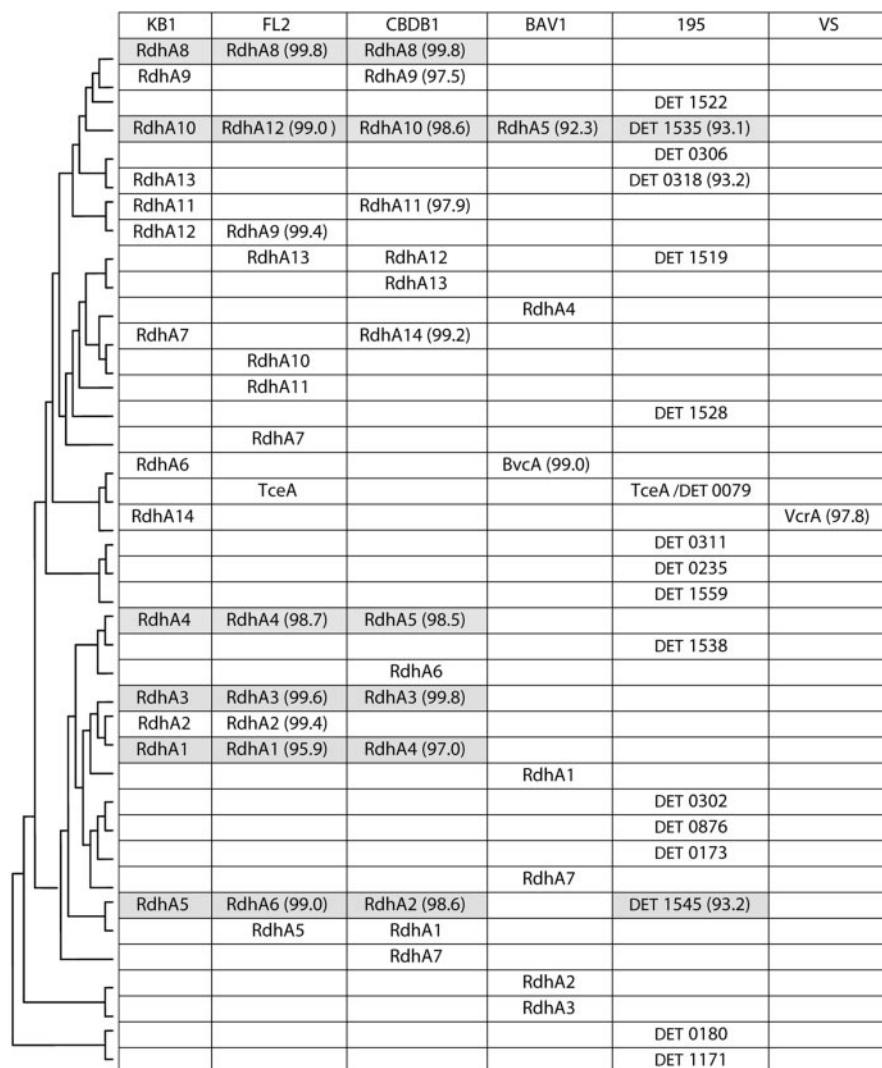 KB1 FL2 CBDB1 BAV1 195 VS
RdhA8 RdhA8 (99.8) RdhA8 (99.8)
RdhA9 RdhA9 (97.5)
DET 1522
RdhA10 RdhA12 (99.0 ) RdhA10 (98.6) RdhA5 (92.3) DET 1535 (93.1)
DET 0306
RdhA13 DET 0318 (93.2)
RdhA11 RdhA11 (97.9)
RdhA12 RdhA9 (99.4)
RdhA13 RdhA12 DET 1519
RdhA13
RdhA4
RdhA7 RdhA14 (99.2)
RdhA10
RdhA11
DET 1528
RdhA7
RdhA6 BvcA (99.0)
TceA TceA /DET 0079
RdhA14 VcrA (97.8)
DET 0311
DET 0235
DET 1559
RdhA4 RdhA4 (98.7) RdhA5 (98.5)
DET 1538
RdhA6
RdhA3 RdhA3 (99.6) RdhA3 (99.8)
RdhA2 RdhA2 (99.4)
RdhA1 RdhA1 (95.9) RdhA4 (97.0)
RdhA1
DET 0302
DET 0876
DET 0173
RdhA7
RdhA5 RdhA6 (99.0) RdhA2 (98.6) DET 1545 (93.2)
RdhA5 RdhA1
RdhA7
RdhA2
RdhA3
DET 0180
DET 1171